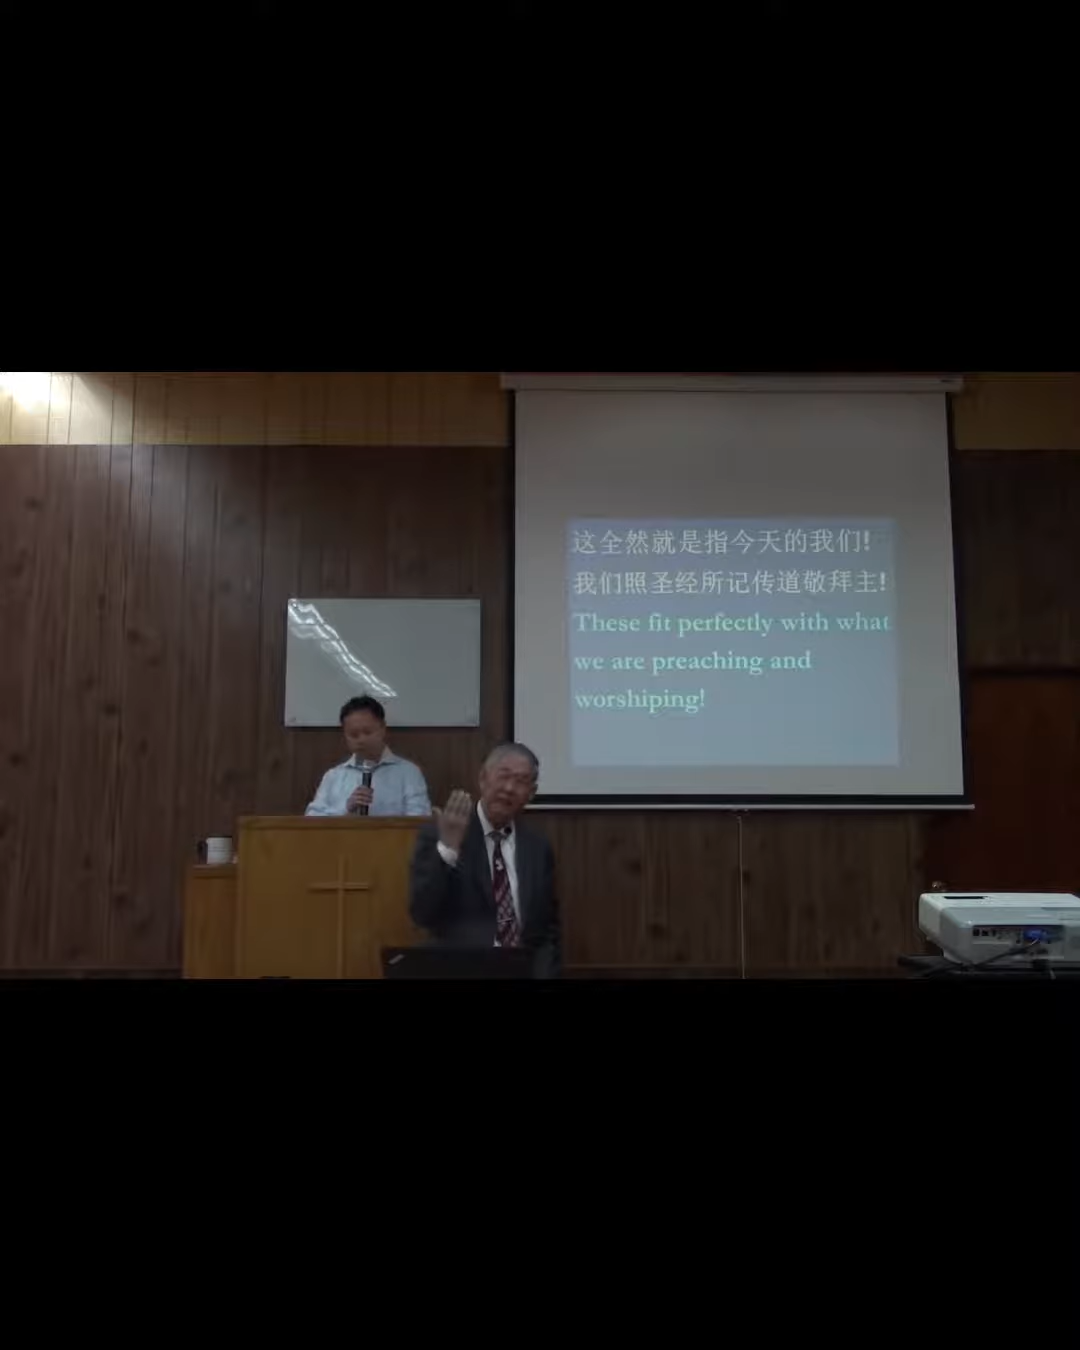 这全然就是指今天的我们!
我们照圣经所记传道敬拜主!
These fit perfectly with what
we are preaching and
worshiping!